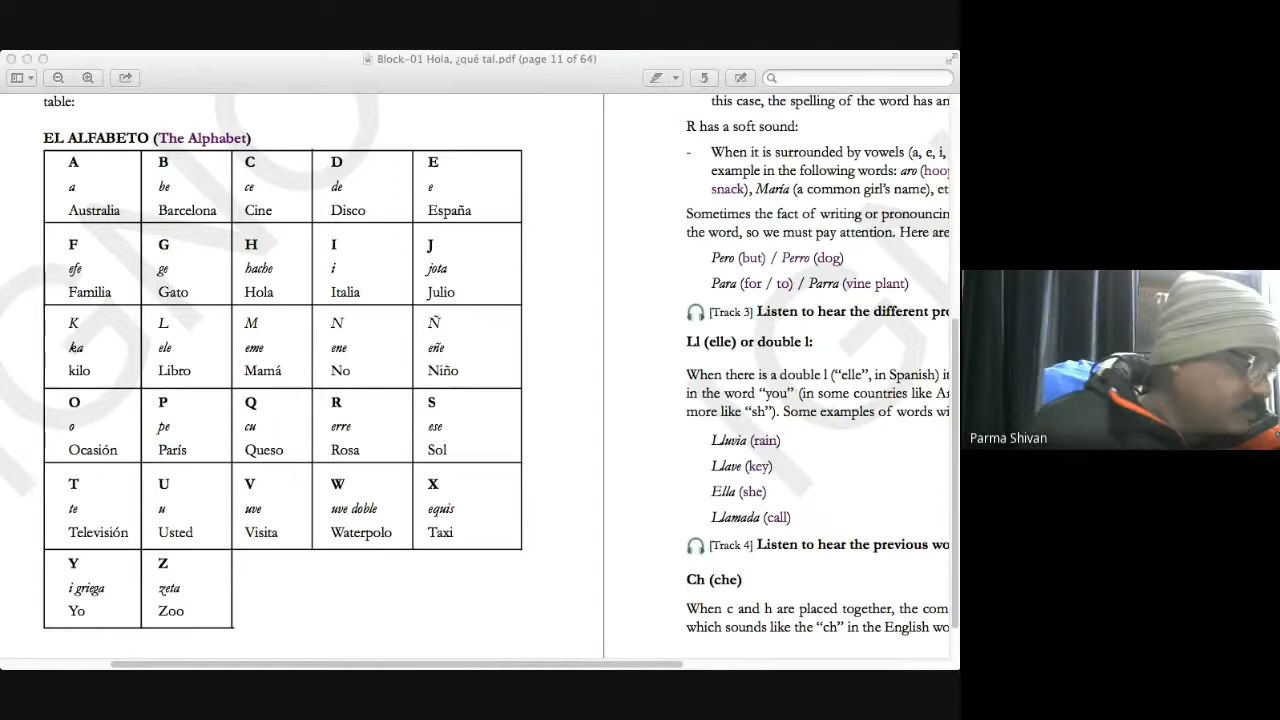 Block-01 Hola, ¿qué tal.pdf (page 11 of 64)
table:
EL ALFABETO (The Alphabet)
A B C D E
a be ce de e
Australia Barcelona Cine Disco España
F G H I J
efe ge hache i jota
Familia Gato Hola Italia Julio
K L M N Ñ
ka ele eme ene eñe
kilo Libro Mamá No Niño
O P Q R S
o pe cu erre ese
Ocasión París Queso Rosa Sol
T U V W X
te u uve uve doble equis
Televisión Usted Visita Waterpolo Taxi
Y Z
i griega zeta
Yo Zoo
this case, the spelling of the word has an
R has a soft sound:
- When it is surrounded by vowels (a, e, i,
example in the following words: aro (hoop
snack), María (a common girl's name), et
Sometimes the fact of writing or pronouncin
the word, so we must pay attention. Here are
Pero (but) / Perro (dog)
Para (for / to) / Parra (vine plant)
[Track 3] Listen to hear the different pro
Ll (elle) or double l:
When there is a double l ("elle", in Spanish) it
in the word "you" (in some countries like Ar
more like "sh"). Some examples of words wi
Lluvia (rain)
Llave (key)
Ella (she)
Llamada (call)
[Track 4] Listen to hear the previous wo
Ch (che)
When c and h are placed together, the com
which sounds like the "ch" in the English wo
Parma Shivan